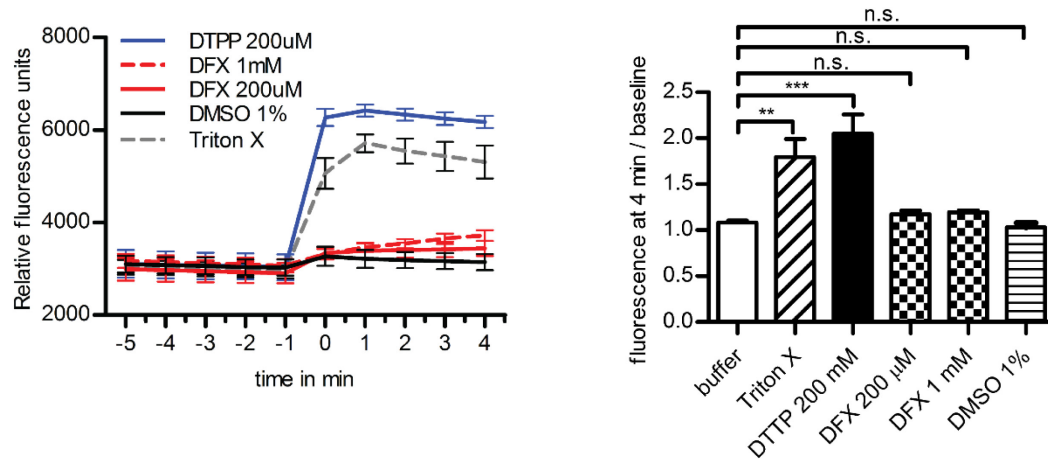 Relative fluorescence units
8000
6000
4000
2000
DTPP 200uM
DFX 1mM
DFX 200uM
DMSO 1%
Triton X
-5 -4 -3 -2 -1 0 1 2 3 4
time in min
n.s.
n.s.
n.s.
***
**
fluorescence at 4 min / baseline
2.5
2.0
1.5
1.0
0.5
0.0
buffer
Triton X
DTTP 200 mM
DFX 200 μM
DFX 1 mM
DMSO 1%